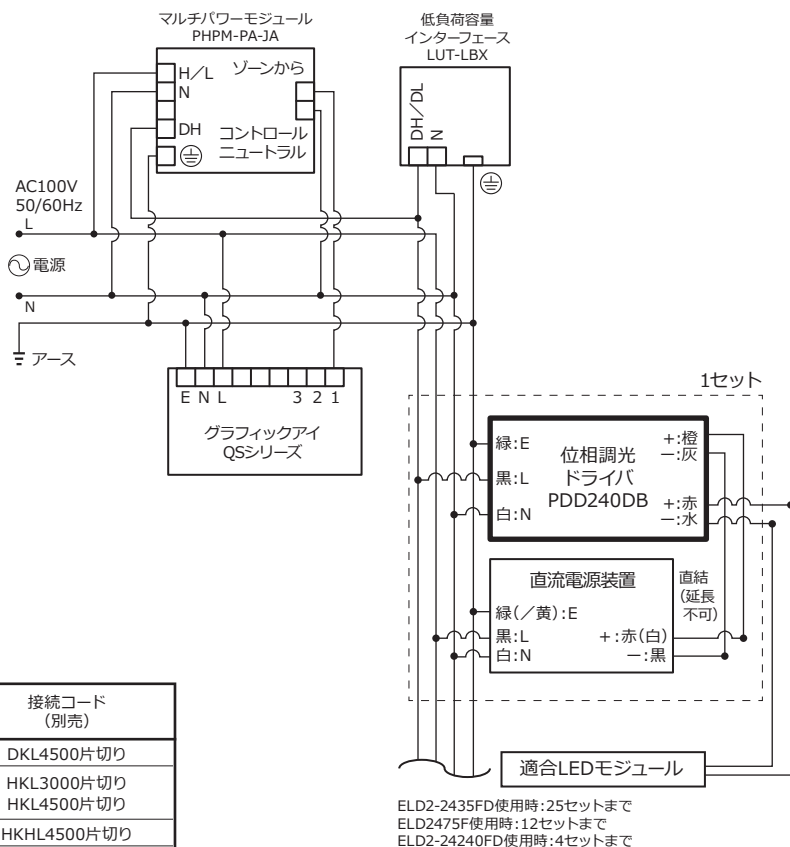 マルチパワーモジュール
PHPM-PA-JA
H/L
ゾーンから
N
DH
コントロール
ニュートラル
低負荷容量
インターフェース
LUT-LBX
DH/DL
N
AC100V
50/60Hz
L
電源
N
アース
E N L 3 2 1
グラフィックアイ
QSシリーズ
1セット
緑:E
黒:L
白:N
位相調光
ドライバ
PDD240DB
+:橙
ー:灰
+:赤
ー:水
直流電源装置
緑(/黄):E
黒:L
白:N
+:赤(白)
ー:黒
直結
(延長
不可)
適合LEDモジュール
ELD2-2435FD使用時:25セットまで
ELD2475F使用時:12セットまで
ELD2-24240FD使用時:4セットまで
接続コード
(別売)
DKL4500片切り
HKL3000片切り
HKL4500片切り
HKHL4500片切り